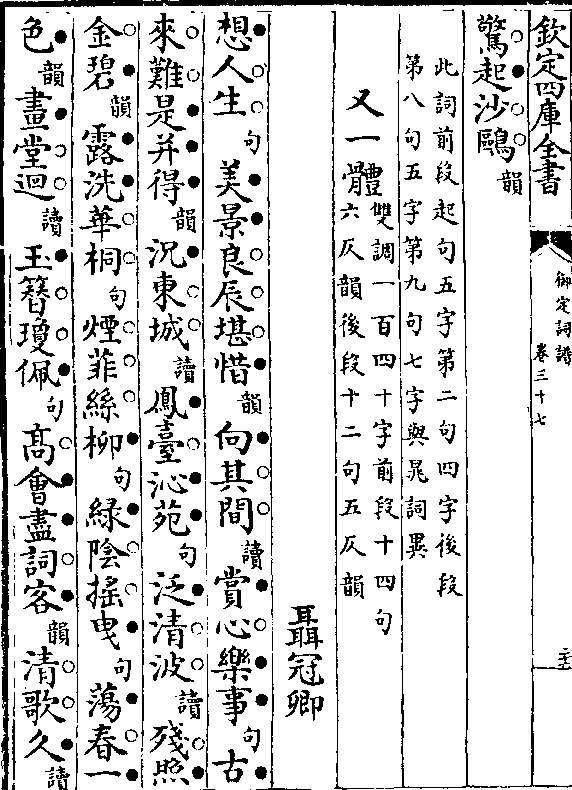 欽定四庫全書
御定詞譜
卷三十七
驚起沙鷗韻
此詞前段起句五字第二句四字後段
第八句五字第九句七字與晁詞異
又一體雙調一百四十字前段十四句
六仄韻後段十二句五仄韻
聶冠卿
想人生句美景良辰堪惜韻向其間讀賞心樂事句古
來難是并得韻況東城讀鳳臺沁苑句泛清波讀殘照
金碧韻露洗華桐句煙菲絲柳句綠陰搖曳句蕩春一
色韻畫堂迴讀玉簪瓊佩句高會盡詞客韻清歌久讀